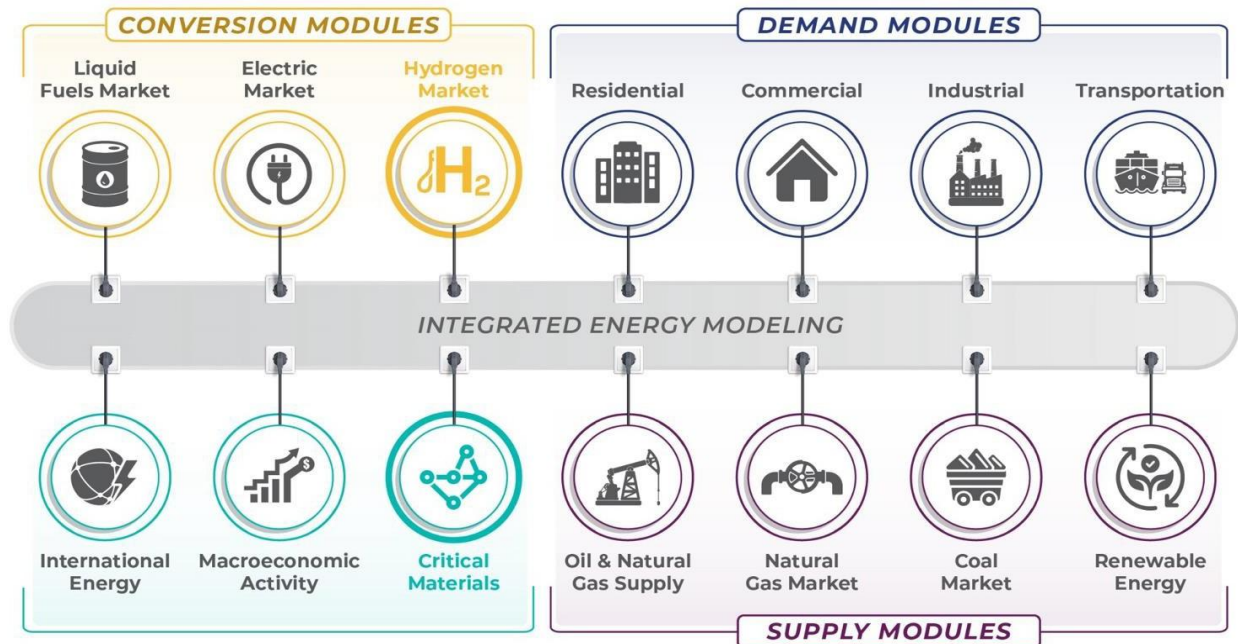 CONVERSION MODULES
Liquid
Fuels Market
Electric
Market
Hydrogen
Market
H2
DEMAND MODULES
Residential
Commercial
Industrial
Transportation
INTEGRATED ENERGY MODELING
$
International
Energy
Macroeconomic
Activity
Critical
Materials
Oil & Natural
Gas Supply
Natural
Gas Market
Coal
Market
Renewable
Energy
SUPPLY MODULES